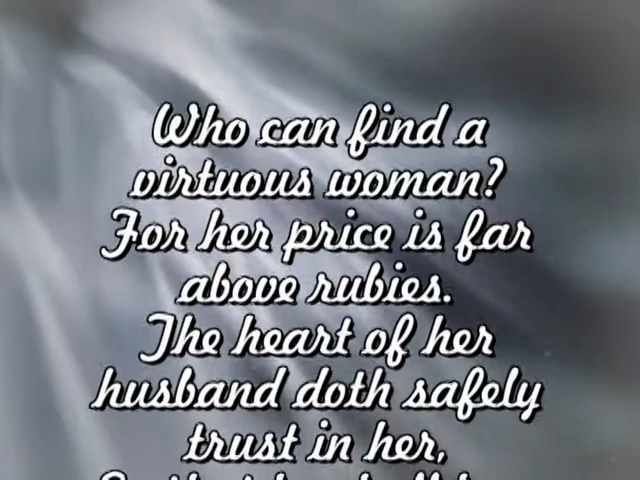 Who can find a
virtuous woman?
For her price is far
above rubies.
The heart of her
husband doth safely
trust in her,